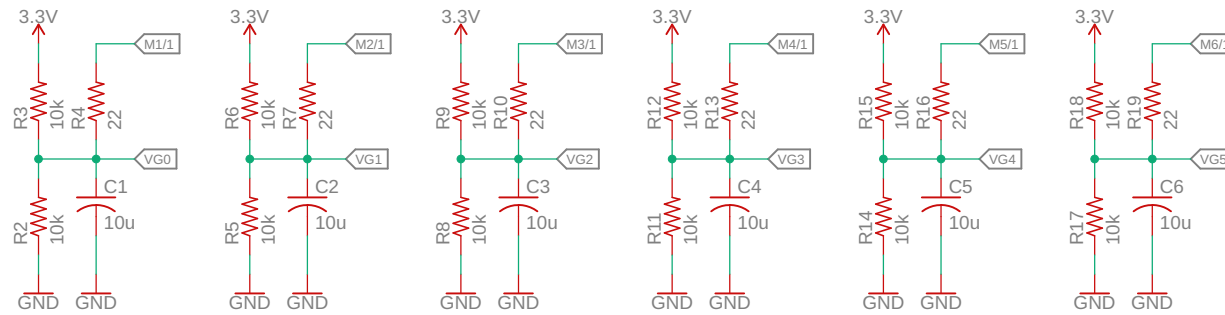 3.3V 3.3V 3.3V 3.3V 3.3V 3.3V
M1/1 M2/1 M3/1 M4/1 M5/1 M6/1
R3 10k R4 22 R6 10k R7 22 R9 10k R10 22 R12 10k R13 22 R15 10k R16 22 R18 10k R19 22
VG0 VG1 VG2 VG3 VG4 VG5
C1 C2 C3 C4 C5 C6
R2 10k 10u R5 10k 10u R8 10k 10u R11 10k 10u R14 10k 10u R17 10k 10u
GND GND GND GND GND GND GND GND GND GND GND GND